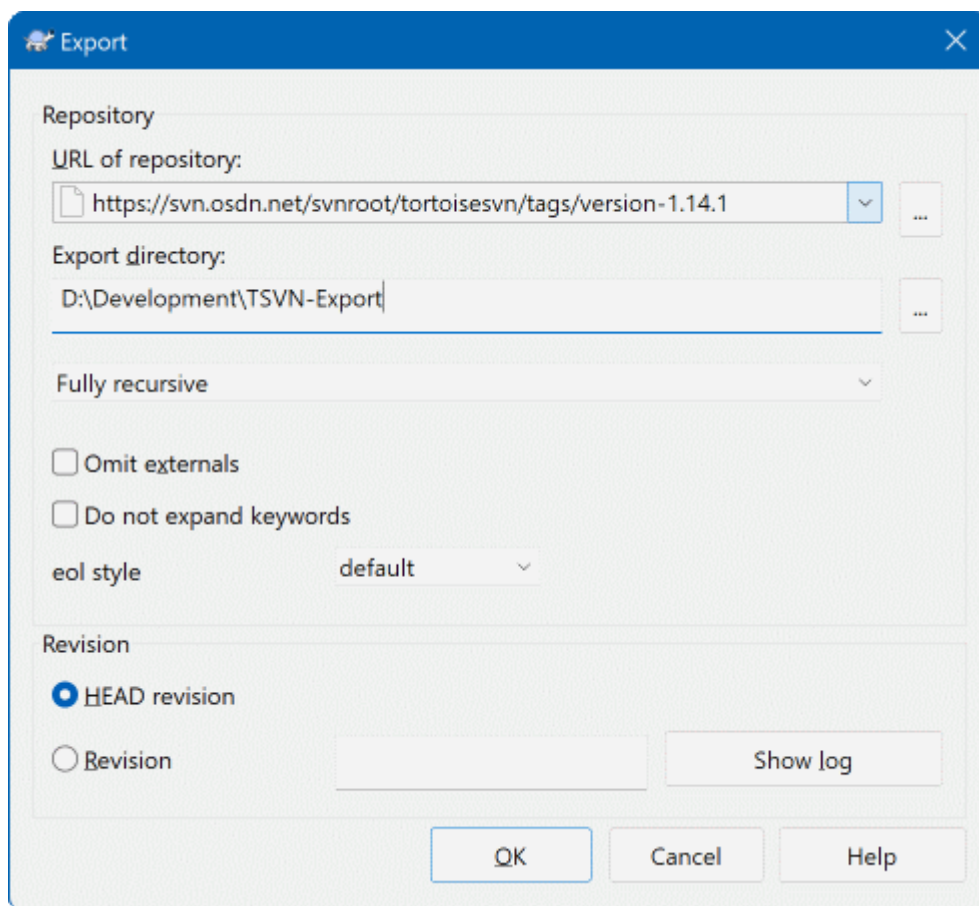 Export
Repository
URL of repository:
https://svn.osdn.net/svnroot/tortoisesvn/tags/version-1.14.1
...
Export directory:
D:\Development\TSVN-Export
...
Fully recursive
Omit externals
Do not expand keywords
eol style default
Revision
HEAD revision
Revision Show log
OK Cancel Help